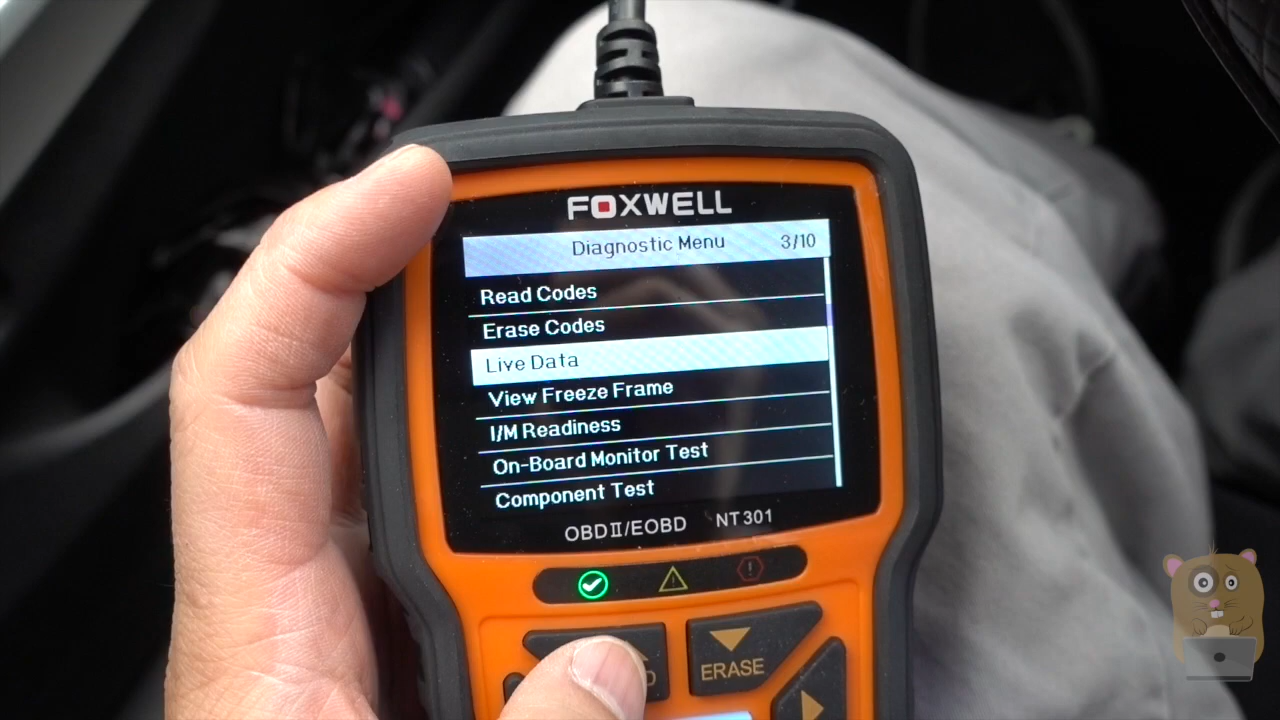 FOXWELL
Diagnostic Menu 3/10
Read Codes
Erase Codes
Live Data
View Freeze Frame
I/M Readiness
On-Board Monitor Test
Component Test
OBDII/EOBD NT301
ERASE